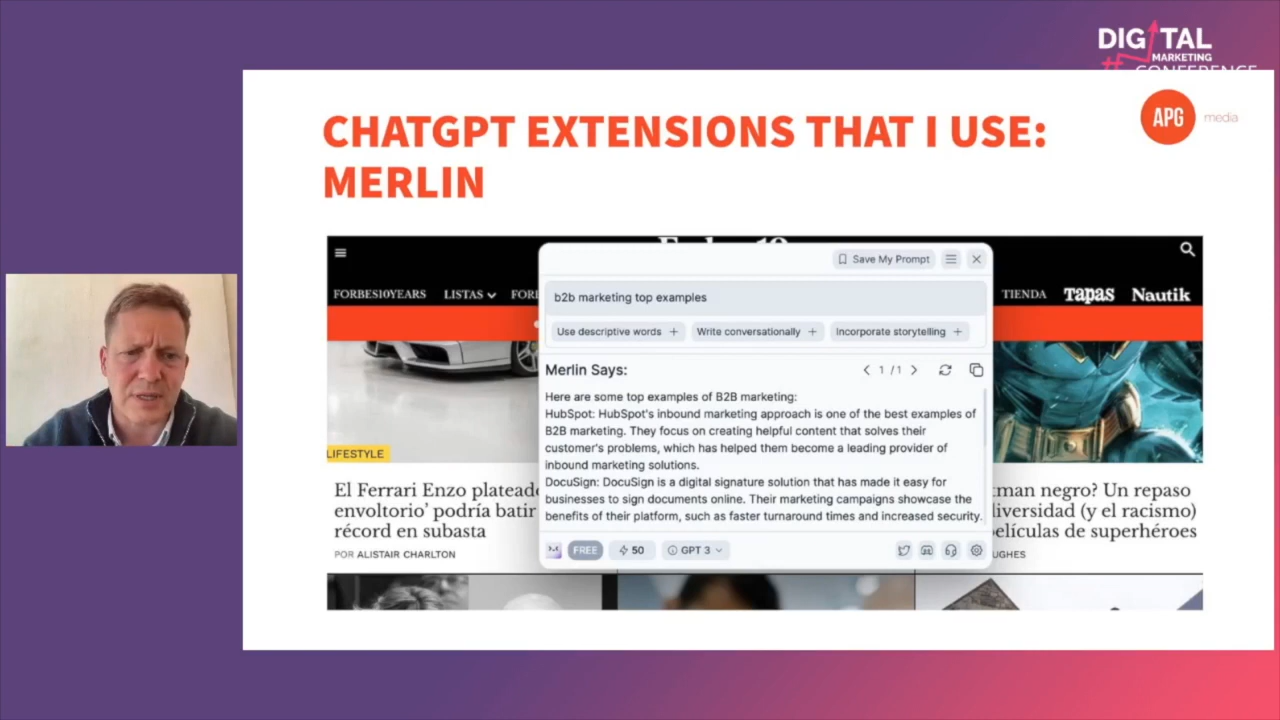 DIGITAL
MARKETING
CONFERENCE
APG media
CHATGPT EXTENSIONS THAT I USE:
MERLIN
Save My Prompt
FORBES10YEARS LISTAS
TIENDA Tapas Nautik
b2b marketing top examples
Use descriptive words + Write conversationally + Incorporate storytelling +
Merlin Says:
< 1 /1 >
Here are some top examples of B2B marketing:
HubSpot: HubSpot's inbound marketing approach is one of the best examples of
B2B marketing. They focus on creating helpful content that solves their
customer's problems, which has helped them become a leading provider of
inbound marketing solutions.
DocuSign: DocuSign is a digital signature solution that has made it easy for
businesses to sign documents online. Their marketing campaigns showcase the
benefits of their platform, such as faster turnaround times and increased security.
FREE 50 GPT 3
LIFESTYLE
El Ferrari Enzo platead
envoltorio' podría batir
récord en subasta
POR ALISTAIR CHARLTON
tman negro? Un repaso
diversidad (y el racismo)
películas de superhéroes
UGHES